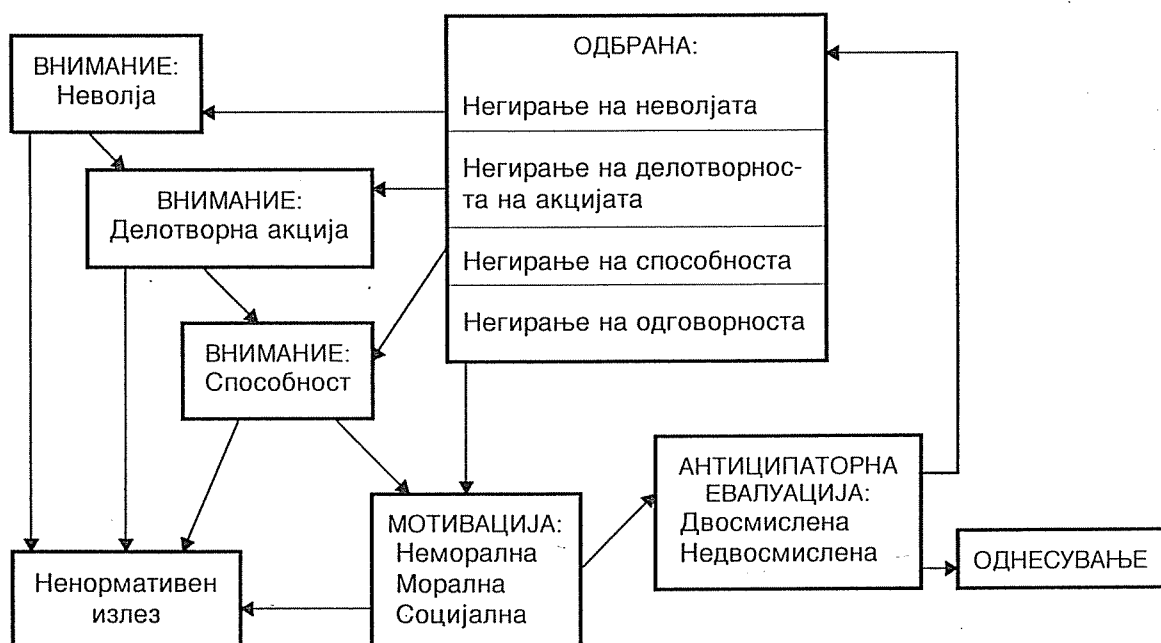 ВНИМАНИЕ:
Неволја
ВНИМАНИЕ:
Делотворна акција
ВНИМАНИЕ:
Способност
Ненормативен
излез
ОДБРАНА:
Негирање на неволјата
Негирање на делотворнос-
та на акцијата
Негирање на способноста
Негирање на одговорноста
МОТИВАЦИЈА:
Неморална
Морална
Социјална
АНТИЦИПАТОРНА
ЕВАЛУАЦИЈА:
Двосмислена
Недвосмислена
ОДНЕСУВАЊЕ